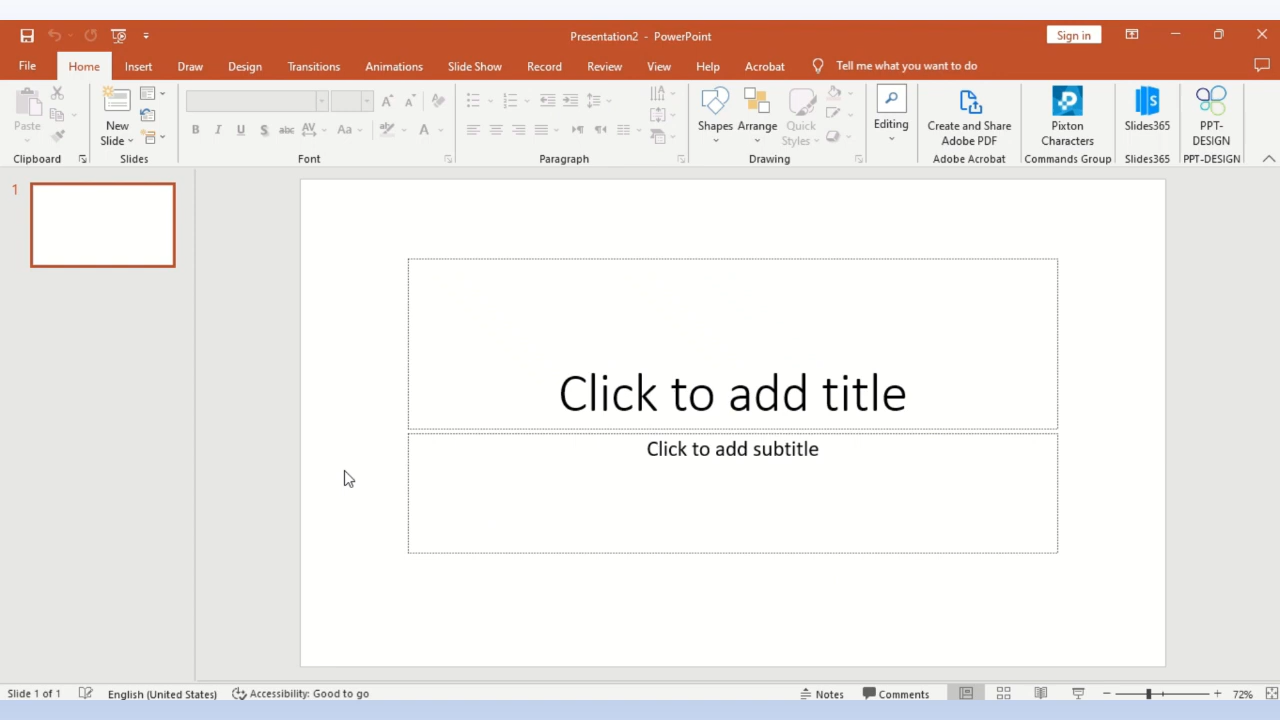 Presentation2 - PowerPoint
Sign in
File Home Insert Draw Design Transitions Animations Slide Show Record Review View Help Acrobat Tell me what you want to do
Paste
Clipboard
New
Slide
Slides
B I U S abc AV Aa A
Font
Paragraph
Shapes
Arrange
Quick
Styles
Drawing
Editing
Create and Share
Adobe PDF
Adobe Acrobat
Pixton
Characters
Commands Group
Slides365
Slides365
PPT-
DESIGN
PPT-DESIGN
1
Click to add title
Click to add subtitle
Slide 1 of 1 English (United States) Accessibility: Good to go Notes Comments 72%